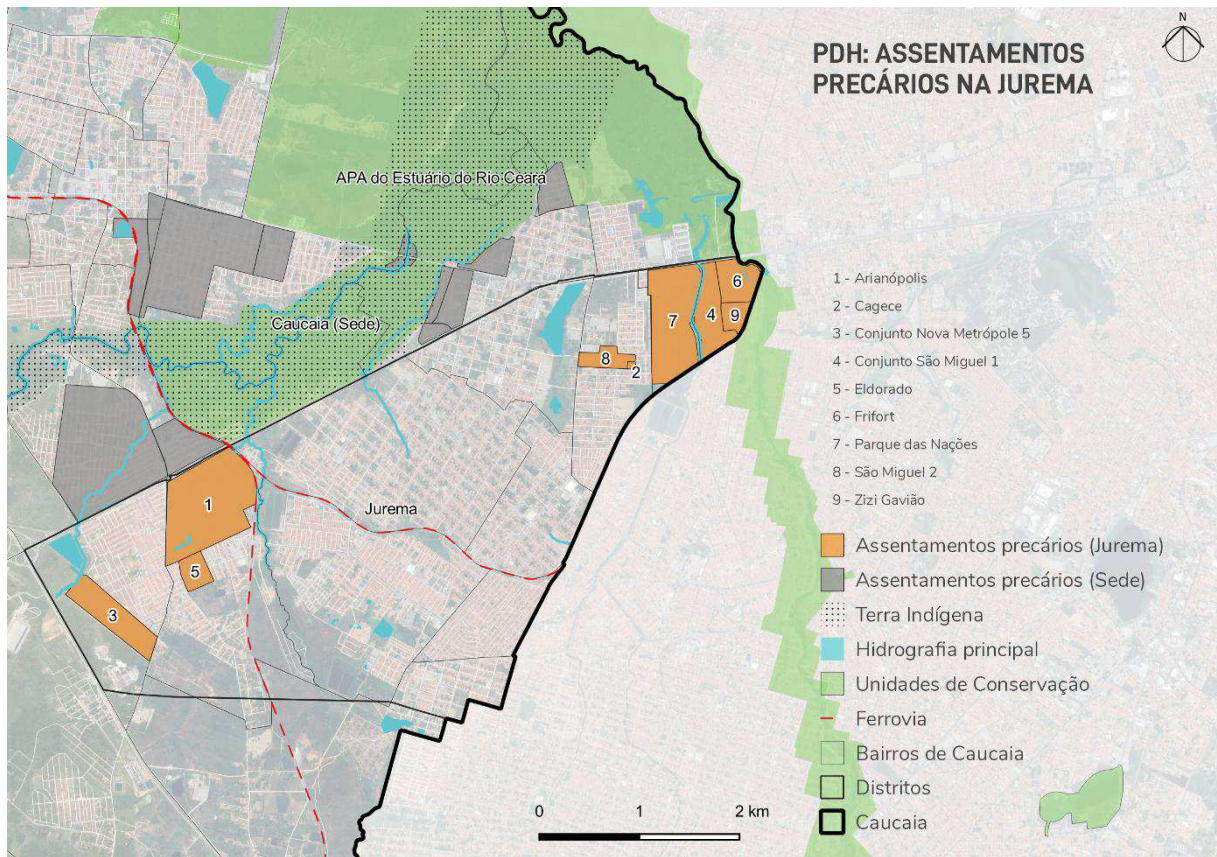 N
PDH: ASSENTAMENTOS
PRECÁRIOS NA JUREMA
APA do Estuário do Rio Ceará
Caucaia (Sede)
Jurema
1
2
3
4
5
6
7
8
9
1 - Arianópolis
2 - Cagece
3 - Conjunto Nova Metrópole 5
4 - Conjunto São Miguel 1
5 - Eldorado
6 - Frifort
7 - Parque das Nações
8 - São Miguel 2
9 - Zizi Gavião
Assentamentos precários (Jurema)
Assentamentos precários (Sede)
Terra Indígena
Hidrografia principal
Unidades de Conservação
Ferrovia
Bairros de Caucaia
Distritos
Caucaia
0 1 2 km